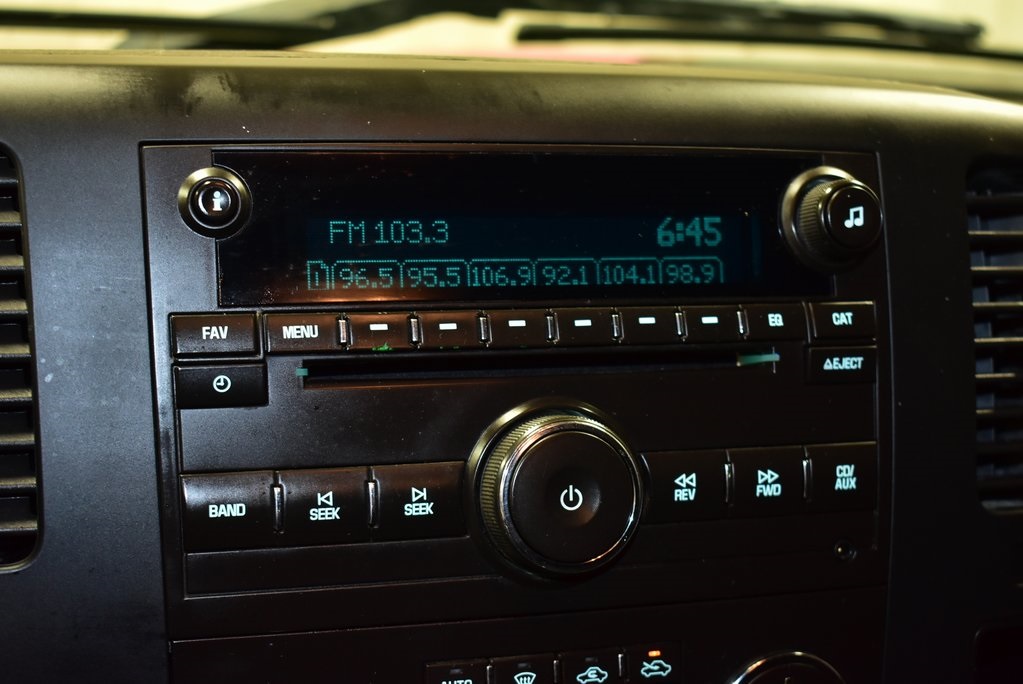 i
FM 103.3 6:45
96.5 95.5 106.9 92.1 104.1 98.9
FAV MENU EQ CAT
EJECT
BAND SEEK SEEK REV FWD CD/
AUX
AUTO